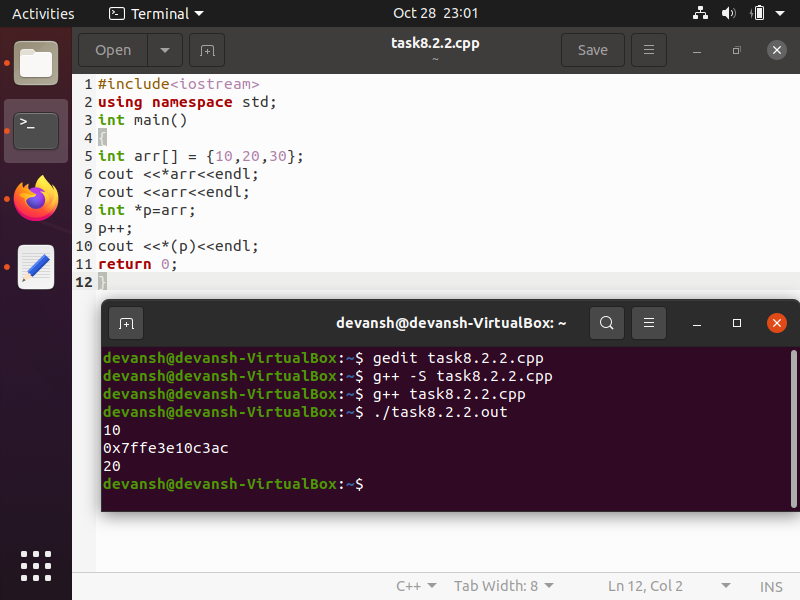 Activities
Terminal
Oct 28 23:01
Open
task8.2.2.cpp
~
Save
1 #include<iostream>
2 using namespace std;
3 int main()
4 {
5 int arr[] = {10,20,30};
6 cout <<*arr<<endl;
7 cout <<arr<<endl;
8 int *p=arr;
9 p++;
10 cout <<*(p)<<endl;
11 return 0;
12 }
devansh@devansh-VirtualBox: ~
devansh@devansh-VirtualBox:~$ gedit task8.2.2.cpp
devansh@devansh-VirtualBox:~$ g++ -S task8.2.2.cpp
devansh@devansh-VirtualBox:~$ g++ task8.2.2.cpp
devansh@devansh-VirtualBox:~$ ./task8.2.2.out
10
0x7ffe3e10c3ac
20
devansh@devansh-VirtualBox:~$
C++
Tab Width: 8
Ln 12, Col 2
INS